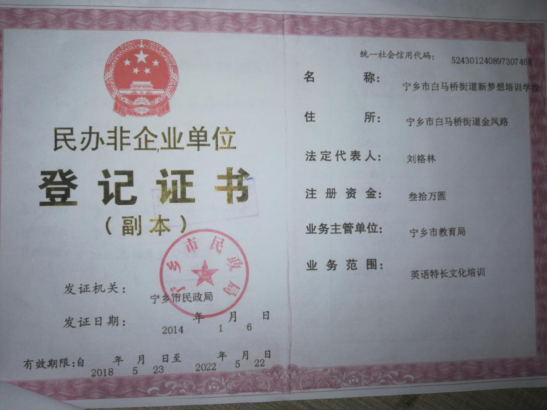 民办非企业单位
登记证书
（副本）
宁乡市民政局
发证机关：
宁乡市民政局
发证日期：
年 月 日
2014 1 6
有效期限：自 年 月 日至 年 月 日
2018 5 23 2022 5 22
统一社会信用代码：
名 称：
宁乡市白马桥街道新梦想培训学校
住 所：
宁乡市白马桥街道金凤路
法定代表人：
刘格林
注册资金：
叁拾万圆
业务主管单位：
宁乡市教育局
业务范围：
英语特长文化培训